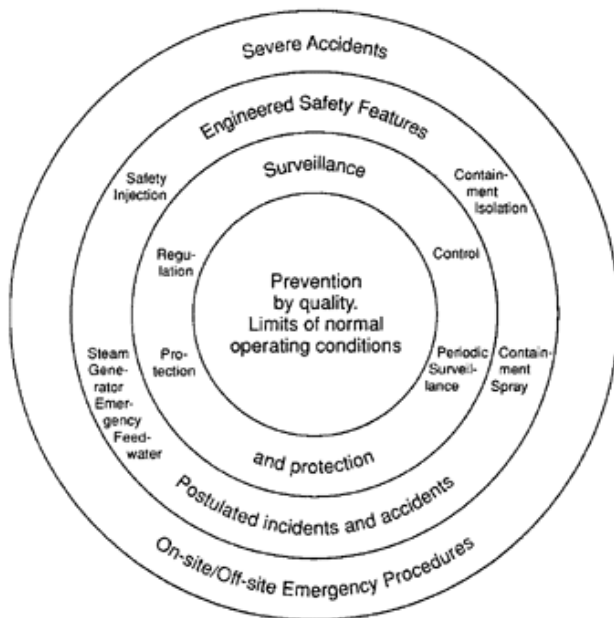 Severe Accidents
Engineered Safety Features
Surveillance
Safety
Injection
Contain-
ment
Isolation
Regu-
lation
Control
Prevention
by quality.
Limits of normal
operating conditions
Steam
Gene-
rator
Emer-
gency
Feed-
water
Pro-
tection
Periodic
Surveil-
lance
Contain-
ment
Spray
and protection
Postulated incidents and accidents
On-site/Off-site Emergency Procedures